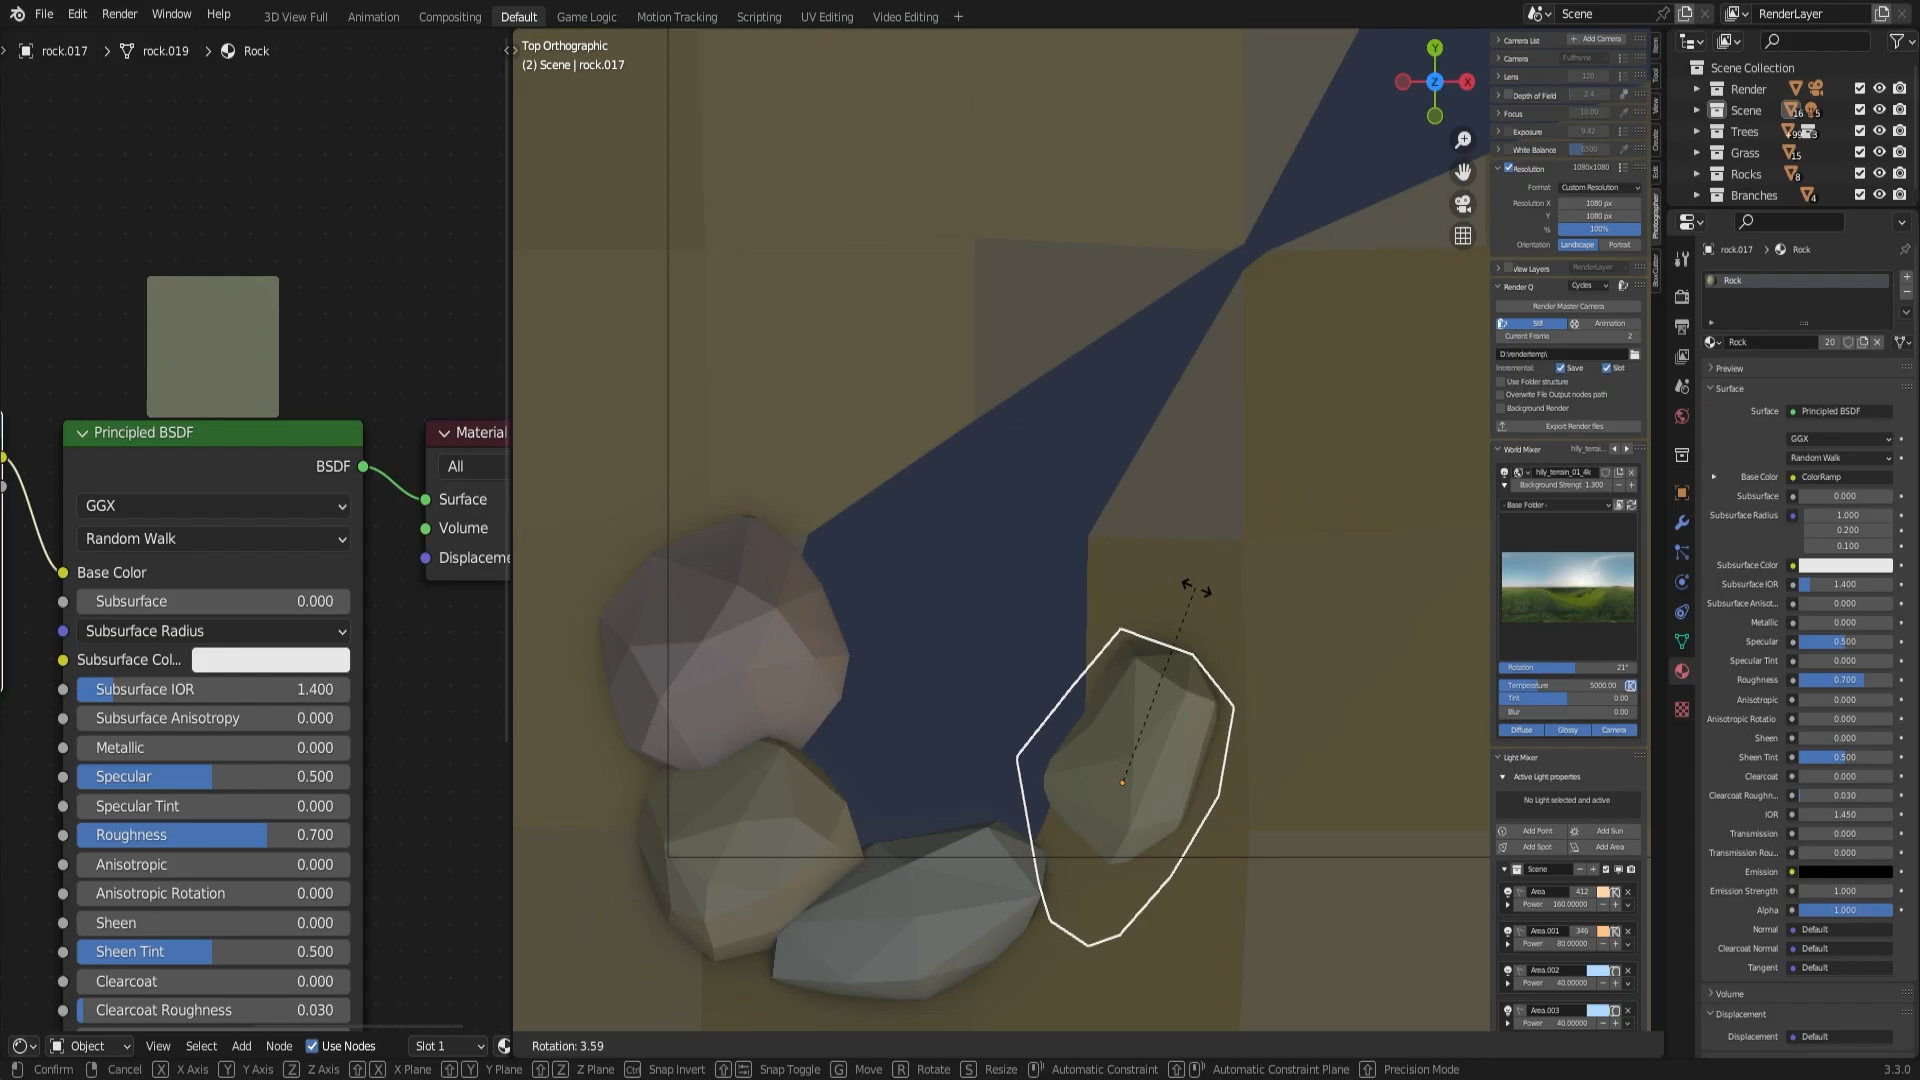 File Edit Render Window Help
3D View Full Animation Compositing Default Game Logic Motion Tracking Scripting UV Editing Video Editing +
Scene
RenderLayer
rock.017 > rock.019 > Rock
Principled BSDF
BSDF
GGX
Random Walk
Base Color
Subsurface 0.000
Subsurface Radius
Subsurface Col...
Subsurface IOR 1.400
Subsurface Anisotropy 0.000
Metallic 0.000
Specular 0.500
Specular Tint 0.000
Roughness 0.700
Anisotropic 0.000
Anisotropic Rotation 0.000
Sheen 0.000
Sheen Tint 0.500
Clearcoat 0.000
Clearcoat Roughness 0.030
Material
All
Surface
Volume
Displaceme
Object View Select Add Node Use Nodes Slot 1
Top Orthographic
(2) Scene | rock.017
Y
Z
X
Rotation: 3.59
Camera List + Add Camera
Camera Fullframe
Lens 120
Depth of Field 2.4
Focus 10.00
Exposure 9.42
White Balance 6500
Resolution 1080x1080
Format Custom Resolution
Resolution X 1080 px
Y 1080 px
% 100%
Orientation Landscape Portrait
View Layers RenderLayer
Render Q Cycles
Render Master Camera
Still Animation
Current Frame 2
D:\rendertemp\
Incremental: Save Slot
Use Folder structure
Overwrite File Output nodes path
Background Render
Export Render files
World Mixer hilly_terrai...
hilly_terrain_01_4k
Background Strengt 1.300
- Base Folder -
Rotation 21°
Temperature 5000.00
Tint 0.00
Blur 0.00
Diffuse Glossy Camera
Light Mixer
Active Light properties
No Light selected and active
Add Point Add Sun
Add Spot Add Area
Scene
Area 412
Power 160.00000
Area.001 346
Power 80.00000
Area.002
Power 40.00000
Area.003
Power 40.00000
Item
Tool
View
Create
Edit
Photographer
BoxCutter
Scene Collection
Render
Scene 16 5
Trees
Grass 15
Rocks 8
Branches 4
rock.017 > Rock
Rock
Rock 20
Preview
Surface
Surface Principled BSDF
GGX
Random Walk
Base Color ColorRamp
Subsurface 0.000
Subsurface Radius 1.000
0.200
0.100
Subsurface Color
Subsurface IOR 1.400
Subsurface Anisot... 0.000
Metallic 0.000
Specular 0.500
Specular Tint 0.000
Roughness 0.700
Anisotropic 0.000
Anisotropic Rotatio 0.000
Sheen 0.000
Sheen Tint 0.500
Clearcoat 0.000
Clearcoat Roughn... 0.030
IOR 1.450
Transmission 0.000
Transmission Rou... 0.000
Emission
Emission Strength 1.000
Alpha 1.000
Normal Default
Clearcoat Normal Default
Tangent Default
Volume
Displacement
Displacement Default
Confirm Cancel X X Axis Y Y Axis Z Z Axis X X Plane Y Y Plane Z Z Plane Ctrl Snap Invert Snap Toggle G Move R Rotate S Resize Automatic Constraint Automatic Constraint Plane Precision Mode
3.3.0